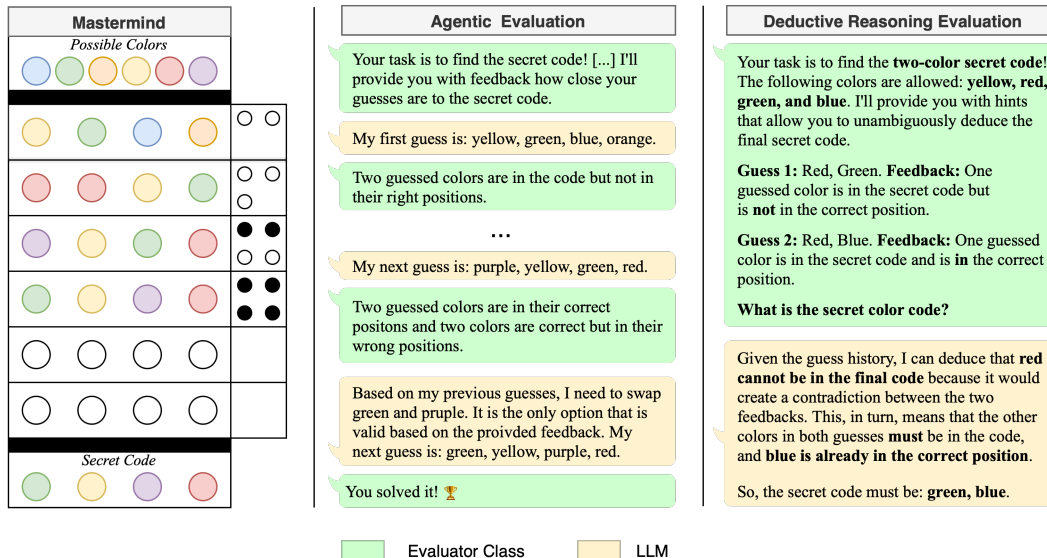 Mastermind
Possible Colors
Secret Code
Agentic Evaluation
Your task is to find the secret code! [...] I'll
provide you with feedback how close your
guesses are to the secret code.
My first guess is: yellow, green, blue, orange.
Two guessed colors are in the code but not in
their right positions.
...
My next guess is: purple, yellow, green, red.
Two guessed colors are in their correct
positons and two colors are correct but in their
wrong positions.
Based on my previous guesses, I need to swap
green and pruple. It is the only option that is
valid based on the proivded feedback. My
next guess is: green, yellow, purple, red.
You solved it! 🏆
Deductive Reasoning Evaluation
Your task is to find the two-color secret code!
The following colors are allowed: yellow, red,
green, and blue. I'll provide you with hints
that allow you to unambiguously deduce the
final secret code.
Guess 1: Red, Green. Feedback: One
guessed color is in the secret code but
is not in the correct position.
Guess 2: Red, Blue. Feedback: One guessed
color is in the secret code and is in the correct
position.
What is the secret color code?
Given the guess history, I can deduce that red
cannot be in the final code because it would
create a contradiction between the two
feedbacks. This, in turn, means that the other
colors in both guesses must be in the code,
and blue is already in the correct position.
So, the secret code must be: green, blue.
Evaluator Class
LLM